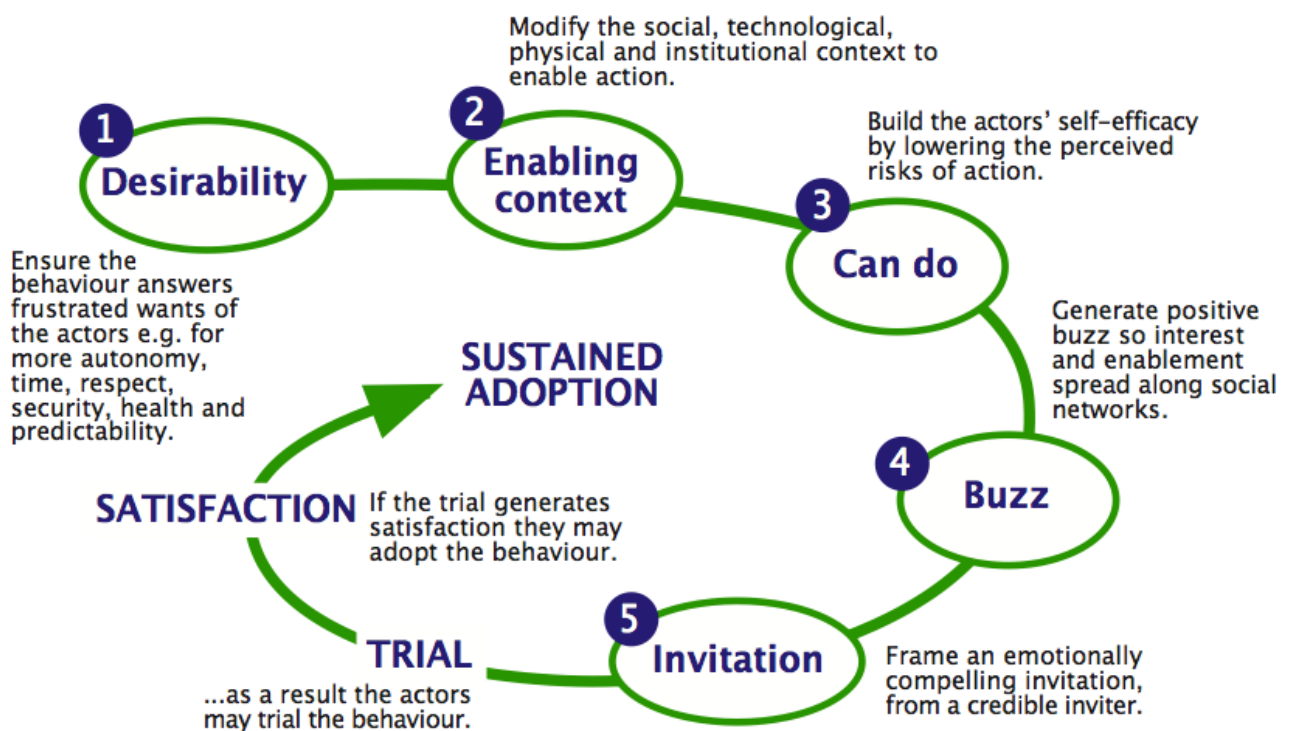 1
Desirability
Ensure the
behaviour answers
frustrated wants of
the actors e.g. for
more autonomy,
time, respect,
security, health and
predictability.
2
Enabling
context
Modify the social, technological,
physical and institutional context to
enable action.
3
Can do
Build the actors' self-efficacy
by lowering the perceived
risks of action.
4
Buzz
Generate positive
buzz so interest
and enablement
spread along social
networks.
5
Invitation
Frame an emotionally
compelling invitation,
from a credible inviter.
TRIAL
...as a result the actors
may trial the behaviour.
SATISFACTION
If the trial generates
satisfaction they may
adopt the behaviour.
SUSTAINED
ADOPTION